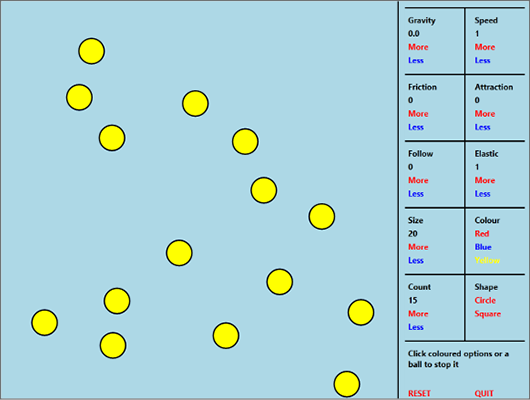 Gravity Speed
0.0 1
More More
Less Less
Friction Attraction
0 0
More More
Less Less
Follow Elastic
0 1
More More
Less Less
Size Colour
20 Red
More Blue
Less Yellow
Count Shape
15 Circle
More Square
Less
Click coloured options or a
ball to stop it
RESET QUIT